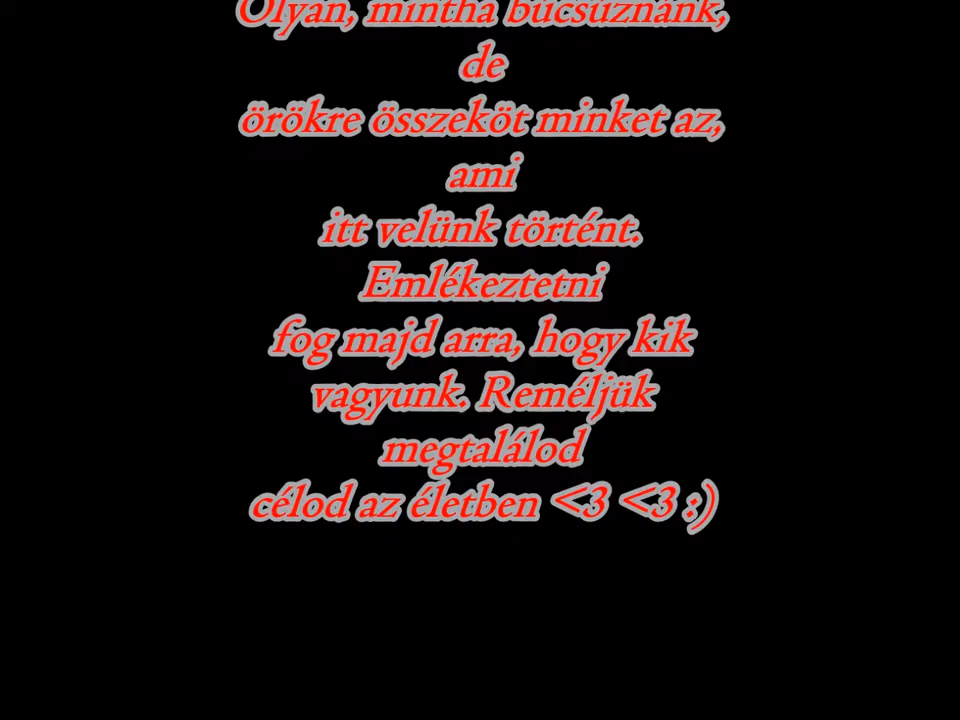 Olyan, mintha búcsúznánk,
de
örökre összeköt minket az,
ami
itt velünk történt.
Emlékeztetni
fog majd arra, hogy kik
vagyunk. Reméljük
megtalálod
célod az életben <3 <3 :)